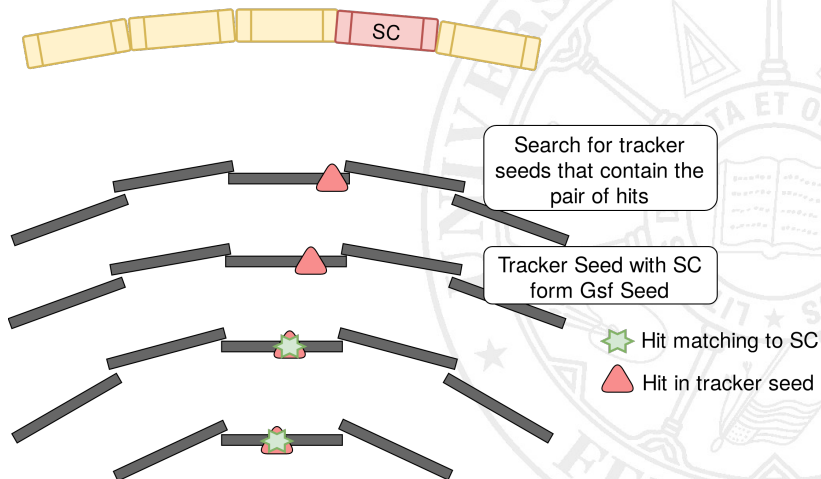 SC
Search for tracker
seeds that contain the
pair of hits
Tracker Seed with SC
form Gsf Seed
Hit matching to SC
Hit in tracker seed